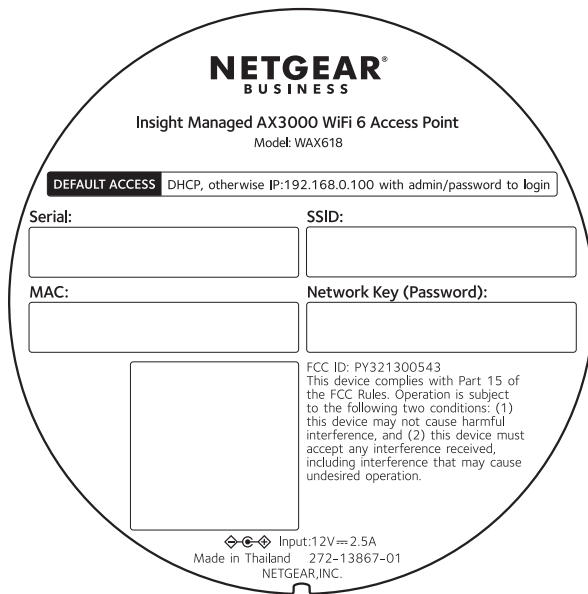 NETGEAR®
BUSINESS
Insight Managed AX3000 WiFi 6 Access Point
Model: WAX618
DEFAULT ACCESS DHCP, otherwise IP:192.168.0.100 with admin/password to login
Serial:
SSID:
MAC:
Network Key (Password):
FCC ID: PY321300543
This device complies with Part 15 of
the FCC Rules. Operation is subject
to the following two conditions: (1)
this device may not cause harmful
interference, and (2) this device must
accept any interference received,
including interference that may cause
undesired operation.
Input:12V⎓2.5A
Made in Thailand 272-13867-01
NETGEAR,INC.